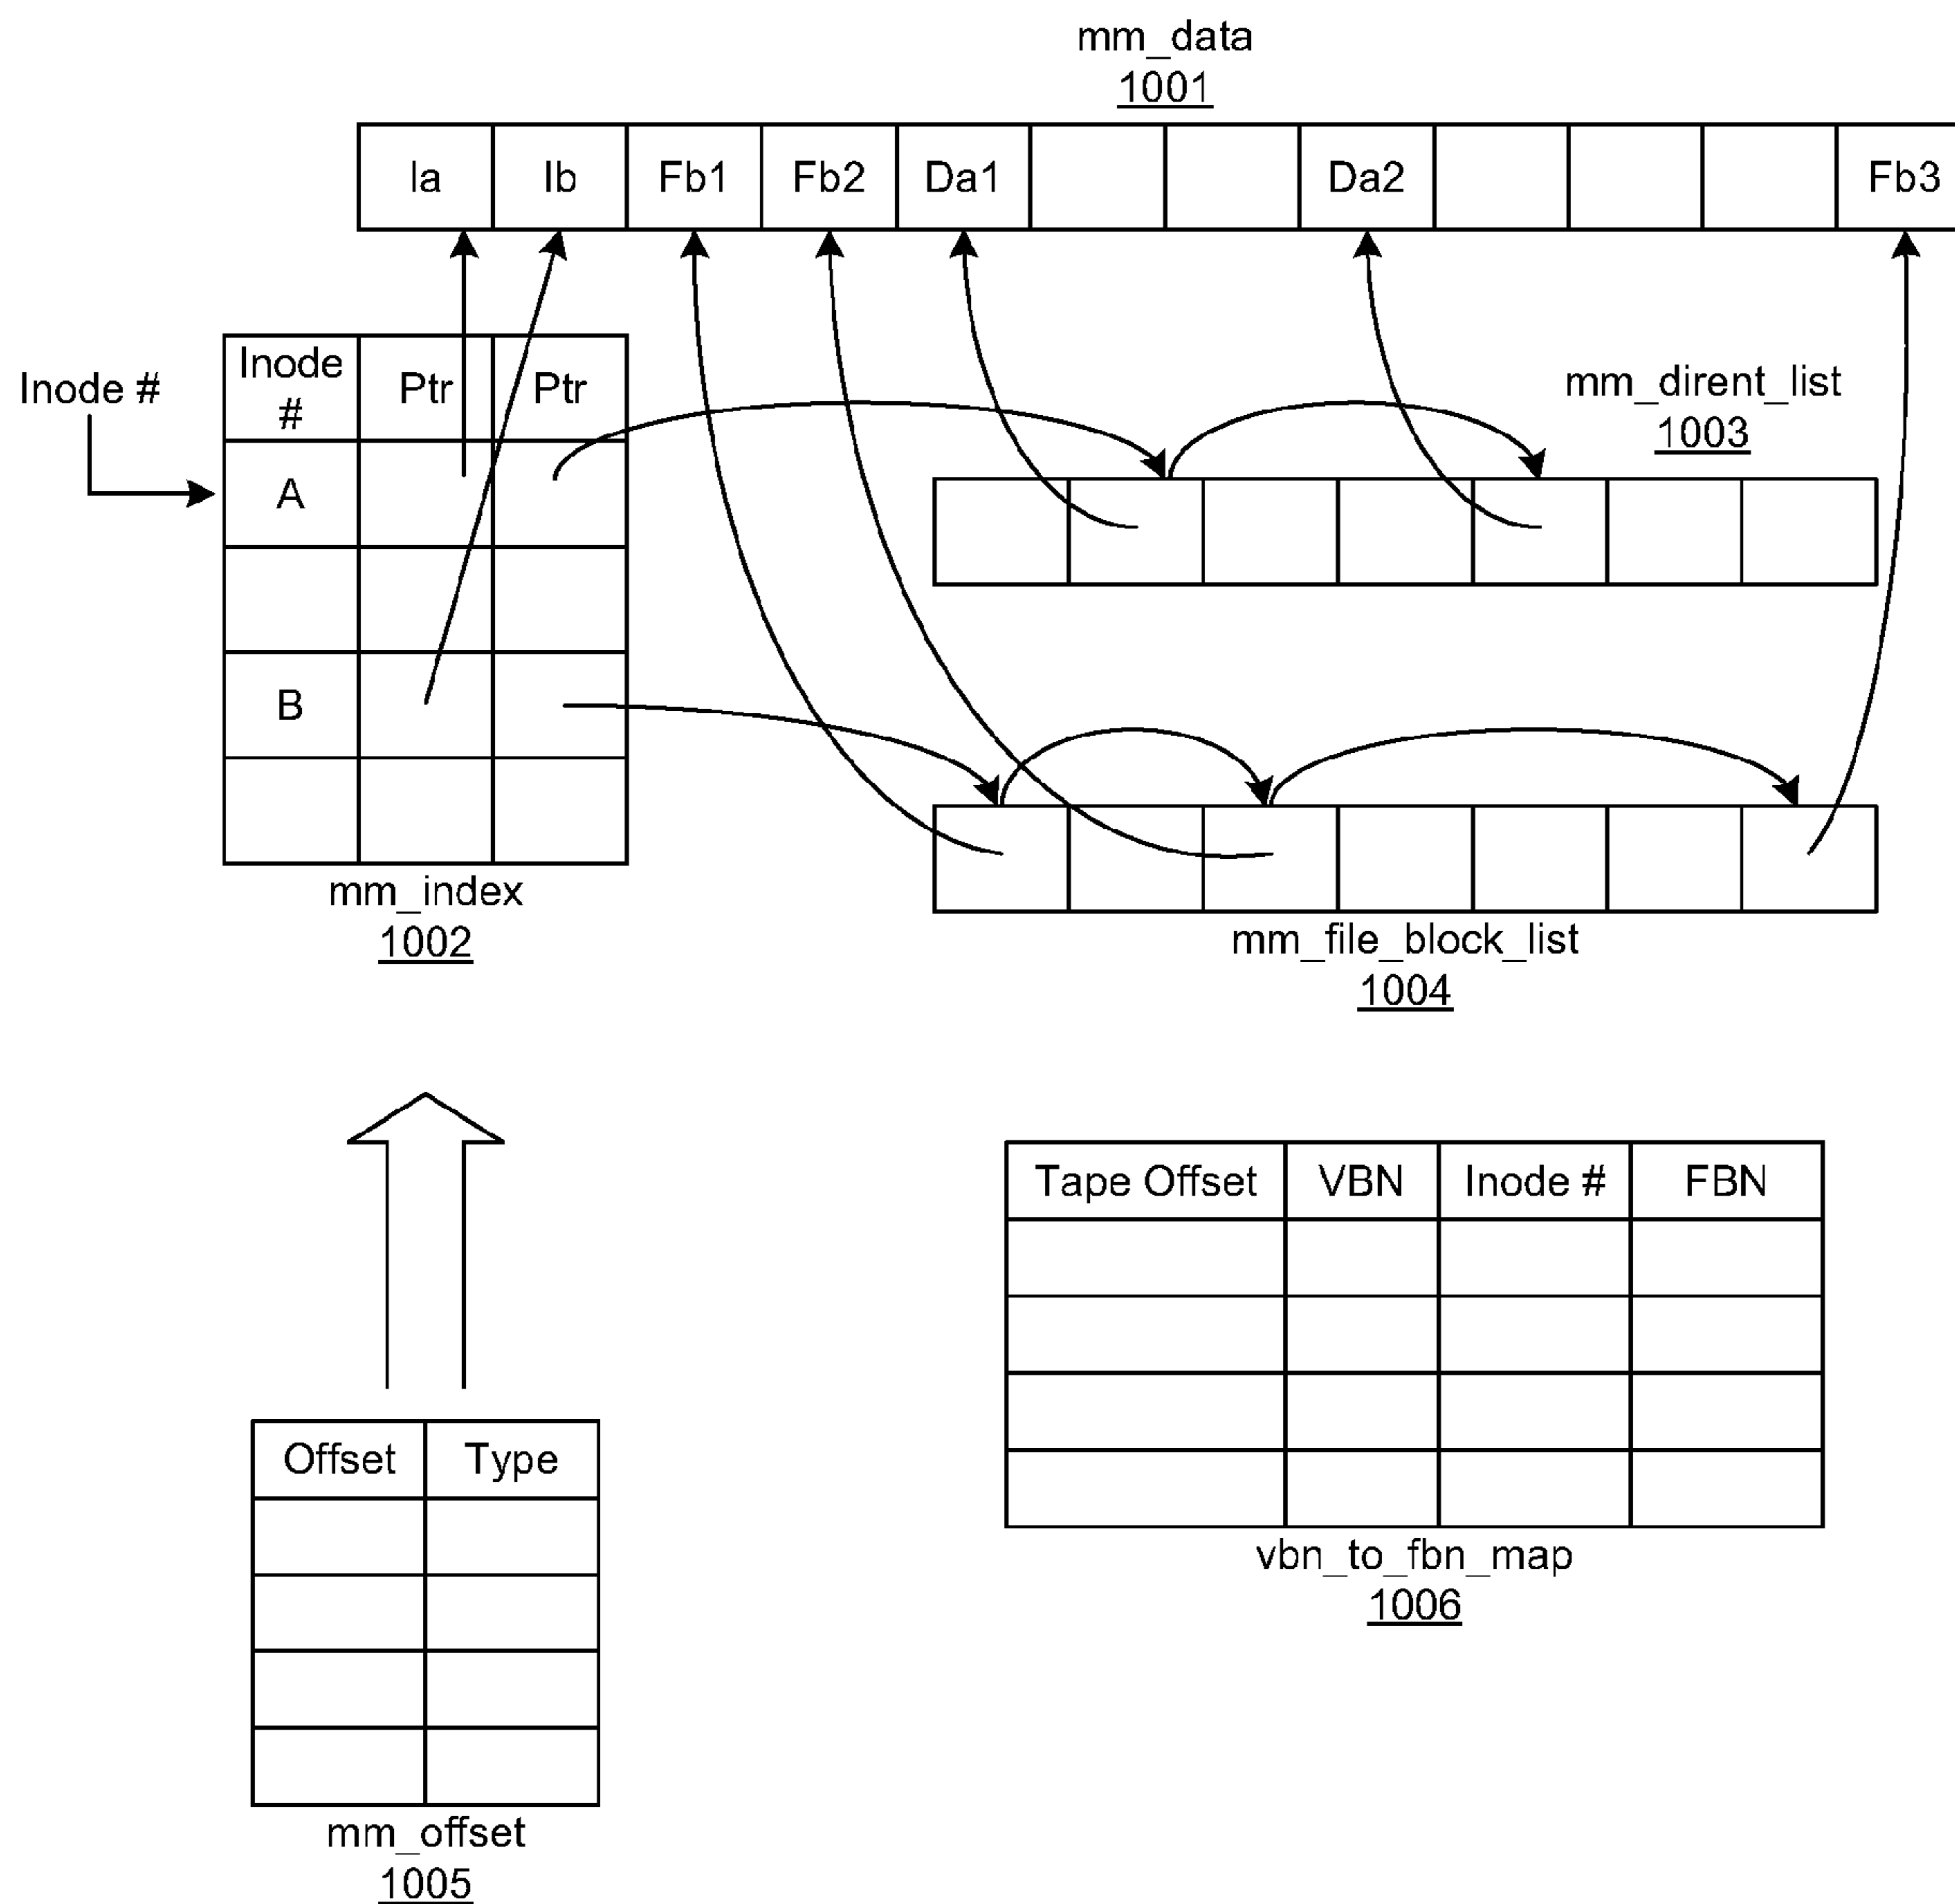 mm_data
1001
Ia Ib Fb1 Fb2 Da1 Da2 Fb3
Inode #
Inode
#
Ptr Ptr
A
B
mm_index
1002
mm_dirent_list
1003
mm_file_block_list
1004
Offset Type
mm_offset
1005
Tape Offset VBN Inode # FBN
vbn_to_fbn_map
1006